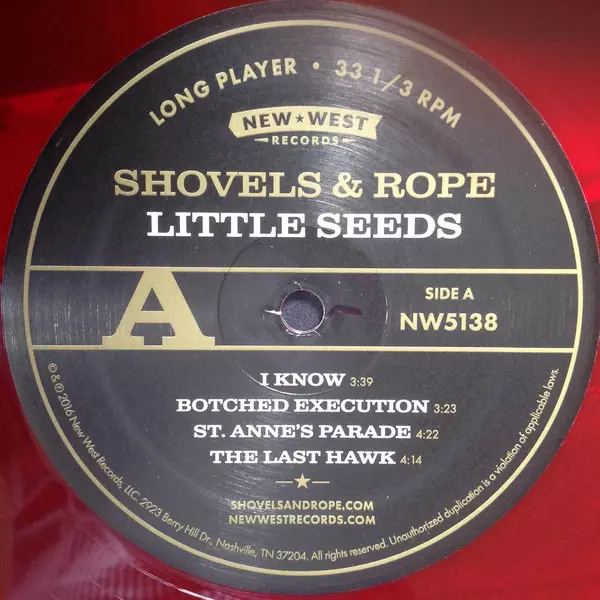 LONG PLAYER • 33 1/3 RPM
NEW★WEST
RECORDS
SHOVELS & ROPE
LITTLE SEEDS
A
SIDE A
NW5138
I KNOW 3:39
BOTCHED EXECUTION 3:23
ST. ANNE'S PARADE 4:22
THE LAST HAWK 4:14
SHOVELSANDROPE.COM
NEWWESTRECORDS.COM
© & ℗ 2016 New West Records, LLC. 2923 Berry Hill Dr., Nashville, TN 37204. All rights reserved. Unauthorized duplication is a violation of applicable laws.